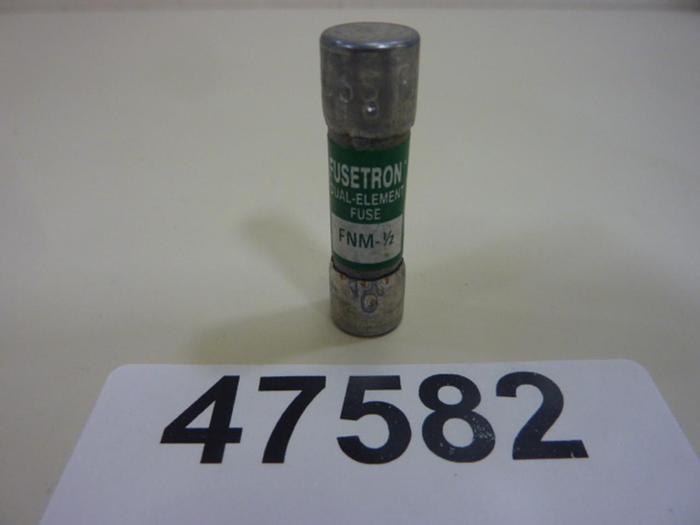 FUSETRON
DUAL-ELEMENT
FUSE
FNM-½
47582